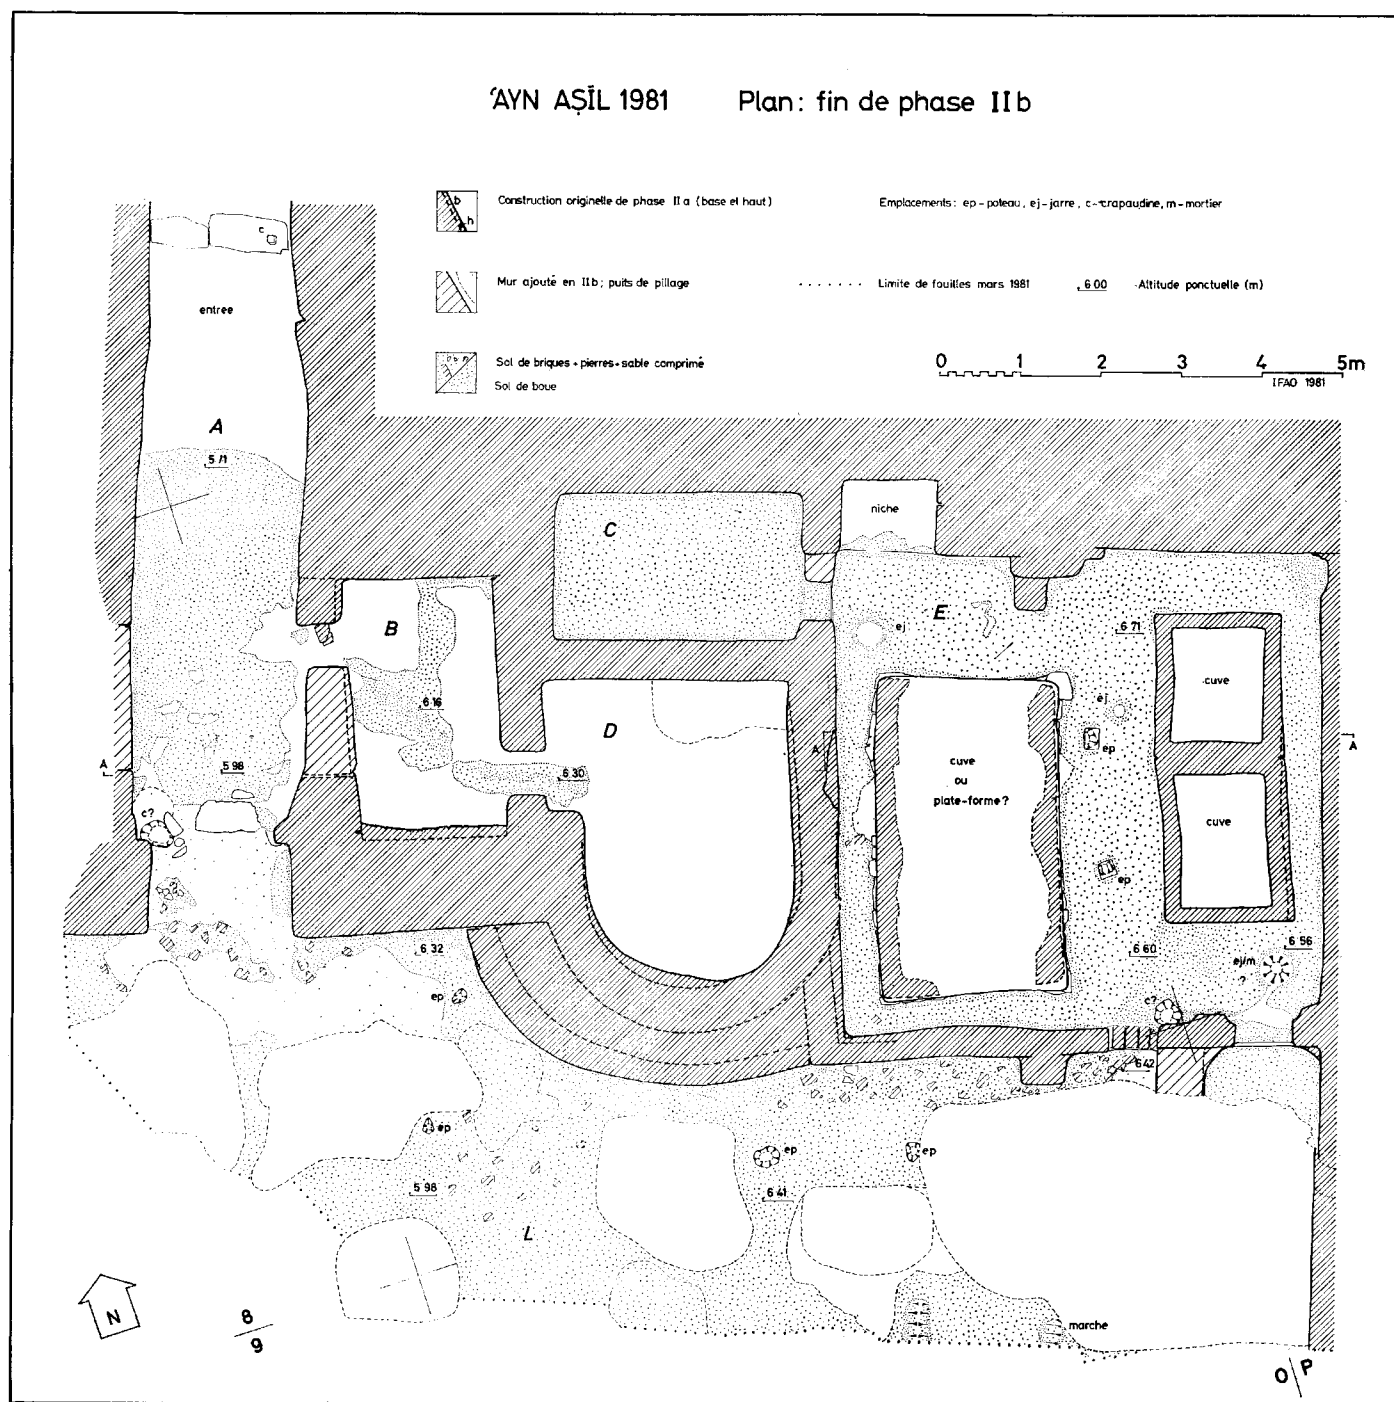 ʿAYN AṢĪL 1981 Plan: fin de phase II b
b
h
Construction originelle de phase II a (base et haut)
Emplacements: ep-poteau, ej-jarre, c-crapaudine, m-mortier
Mur ajouté en II b; puits de pillage
Limite de fouilles mars 1981
6 00 Altitude ponctuelle (m)
Sol de briques + pierres + sable comprimé
Sol de boue
0 1 2 3 4 5m
IFAO 1981
c
entree
A
5 71
C
niche
B
E
ej
6 71
cuve
6 16
D
ej
ep
A
A
A
5 98
6 30
cuve
ou
plate-forme?
c?
cuve
ep
?
6 32
6 60
6 56
ej/m
?
ep
c?
6 42
ep
ep
ep
5 98
6 41
L
N
8
9
marche
O P